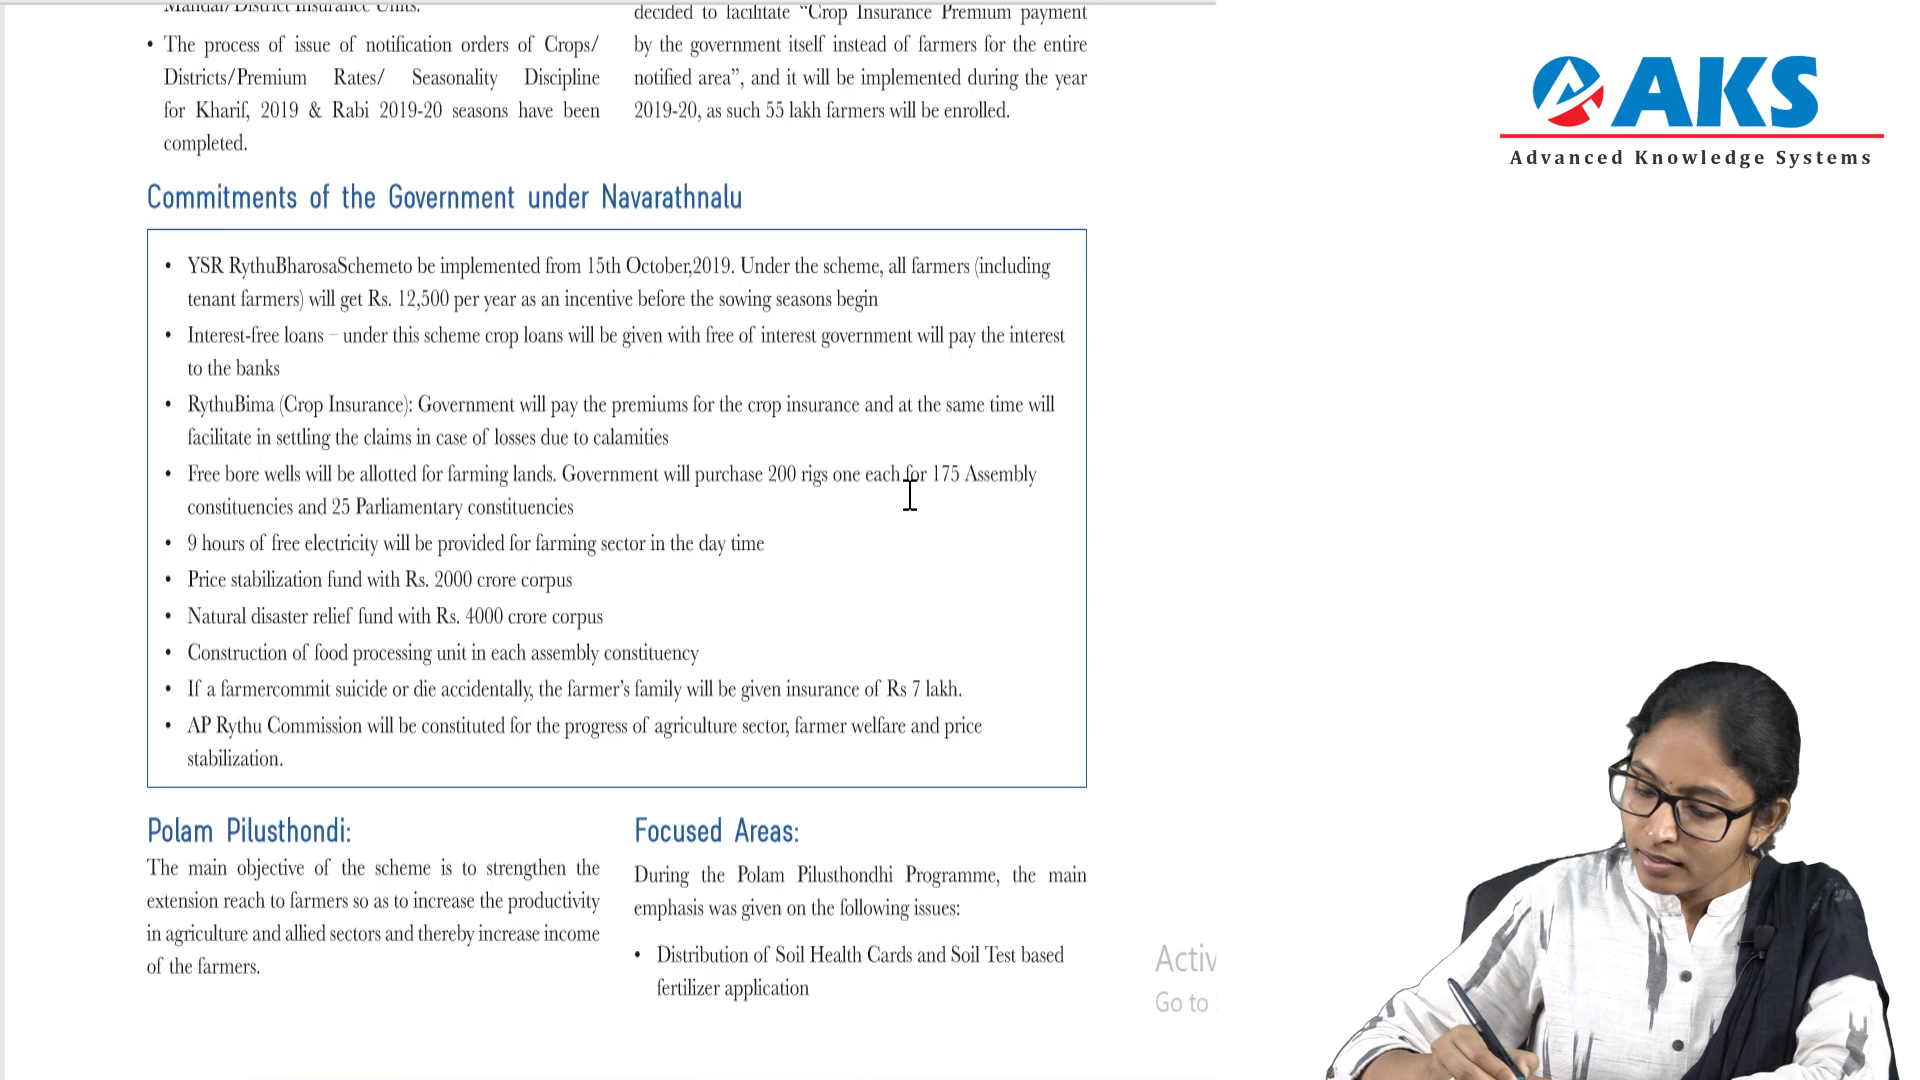 Mandal/District Insurance Units.
• The process of issue of notification orders of Crops/
Districts/Premium Rates/ Seasonality Discipline
for Kharif, 2019 & Rabi 2019-20 seasons have been
completed.
decided to facilitate “Crop Insurance Premium payment
by the government itself instead of farmers for the entire
notified area”, and it will be implemented during the year
2019-20, as such 55 lakh farmers will be enrolled.
AKS
Advanced Knowledge Systems
Commitments of the Government under Navarathnalu
• YSR RythuBharosaSchemeto be implemented from 15th October,2019. Under the scheme, all farmers (including
tenant farmers) will get Rs. 12,500 per year as an incentive before the sowing seasons begin
• Interest-free loans – under this scheme crop loans will be given with free of interest government will pay the interest
to the banks
• RythuBima (Crop Insurance): Government will pay the premiums for the crop insurance and at the same time will
facilitate in settling the claims in case of losses due to calamities
• Free bore wells will be allotted for farming lands. Government will purchase 200 rigs one each for 175 Assembly
constituencies and 25 Parliamentary constituencies
• 9 hours of free electricity will be provided for farming sector in the day time
• Price stabilization fund with Rs. 2000 crore corpus
• Natural disaster relief fund with Rs. 4000 crore corpus
• Construction of food processing unit in each assembly constituency
• If a farmercommit suicide or die accidentally, the farmer’s family will be given insurance of Rs 7 lakh.
• AP Rythu Commission will be constituted for the progress of agriculture sector, farmer welfare and price
stabilization.
Polam Pilusthondi:
The main objective of the scheme is to strengthen the
extension reach to farmers so as to increase the productivity
in agriculture and allied sectors and thereby increase income
of the farmers.
Focused Areas:
During the Polam Pilusthondhi Programme, the main
emphasis was given on the following issues:
• Distribution of Soil Health Cards and Soil Test based
fertilizer application
Activ
Go to